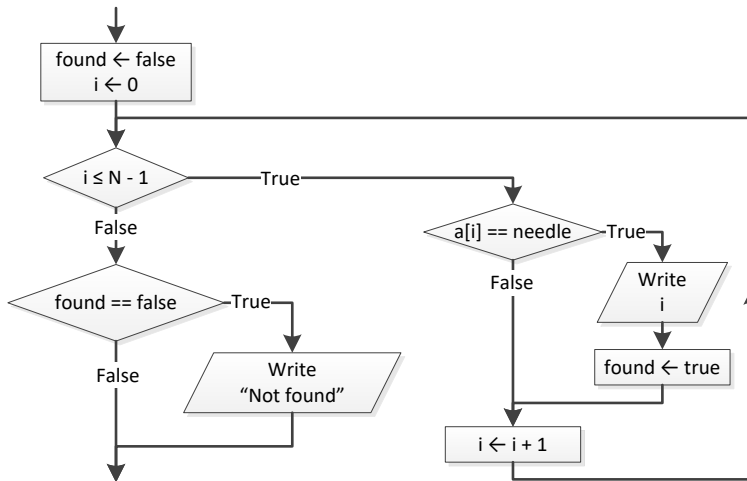 found ← false
i ← 0
i ≤ N - 1
True
False
a[i] == needle
True
False
Write
i
found ← true
i ← i + 1
found == false
True
False
Write
“Not found”